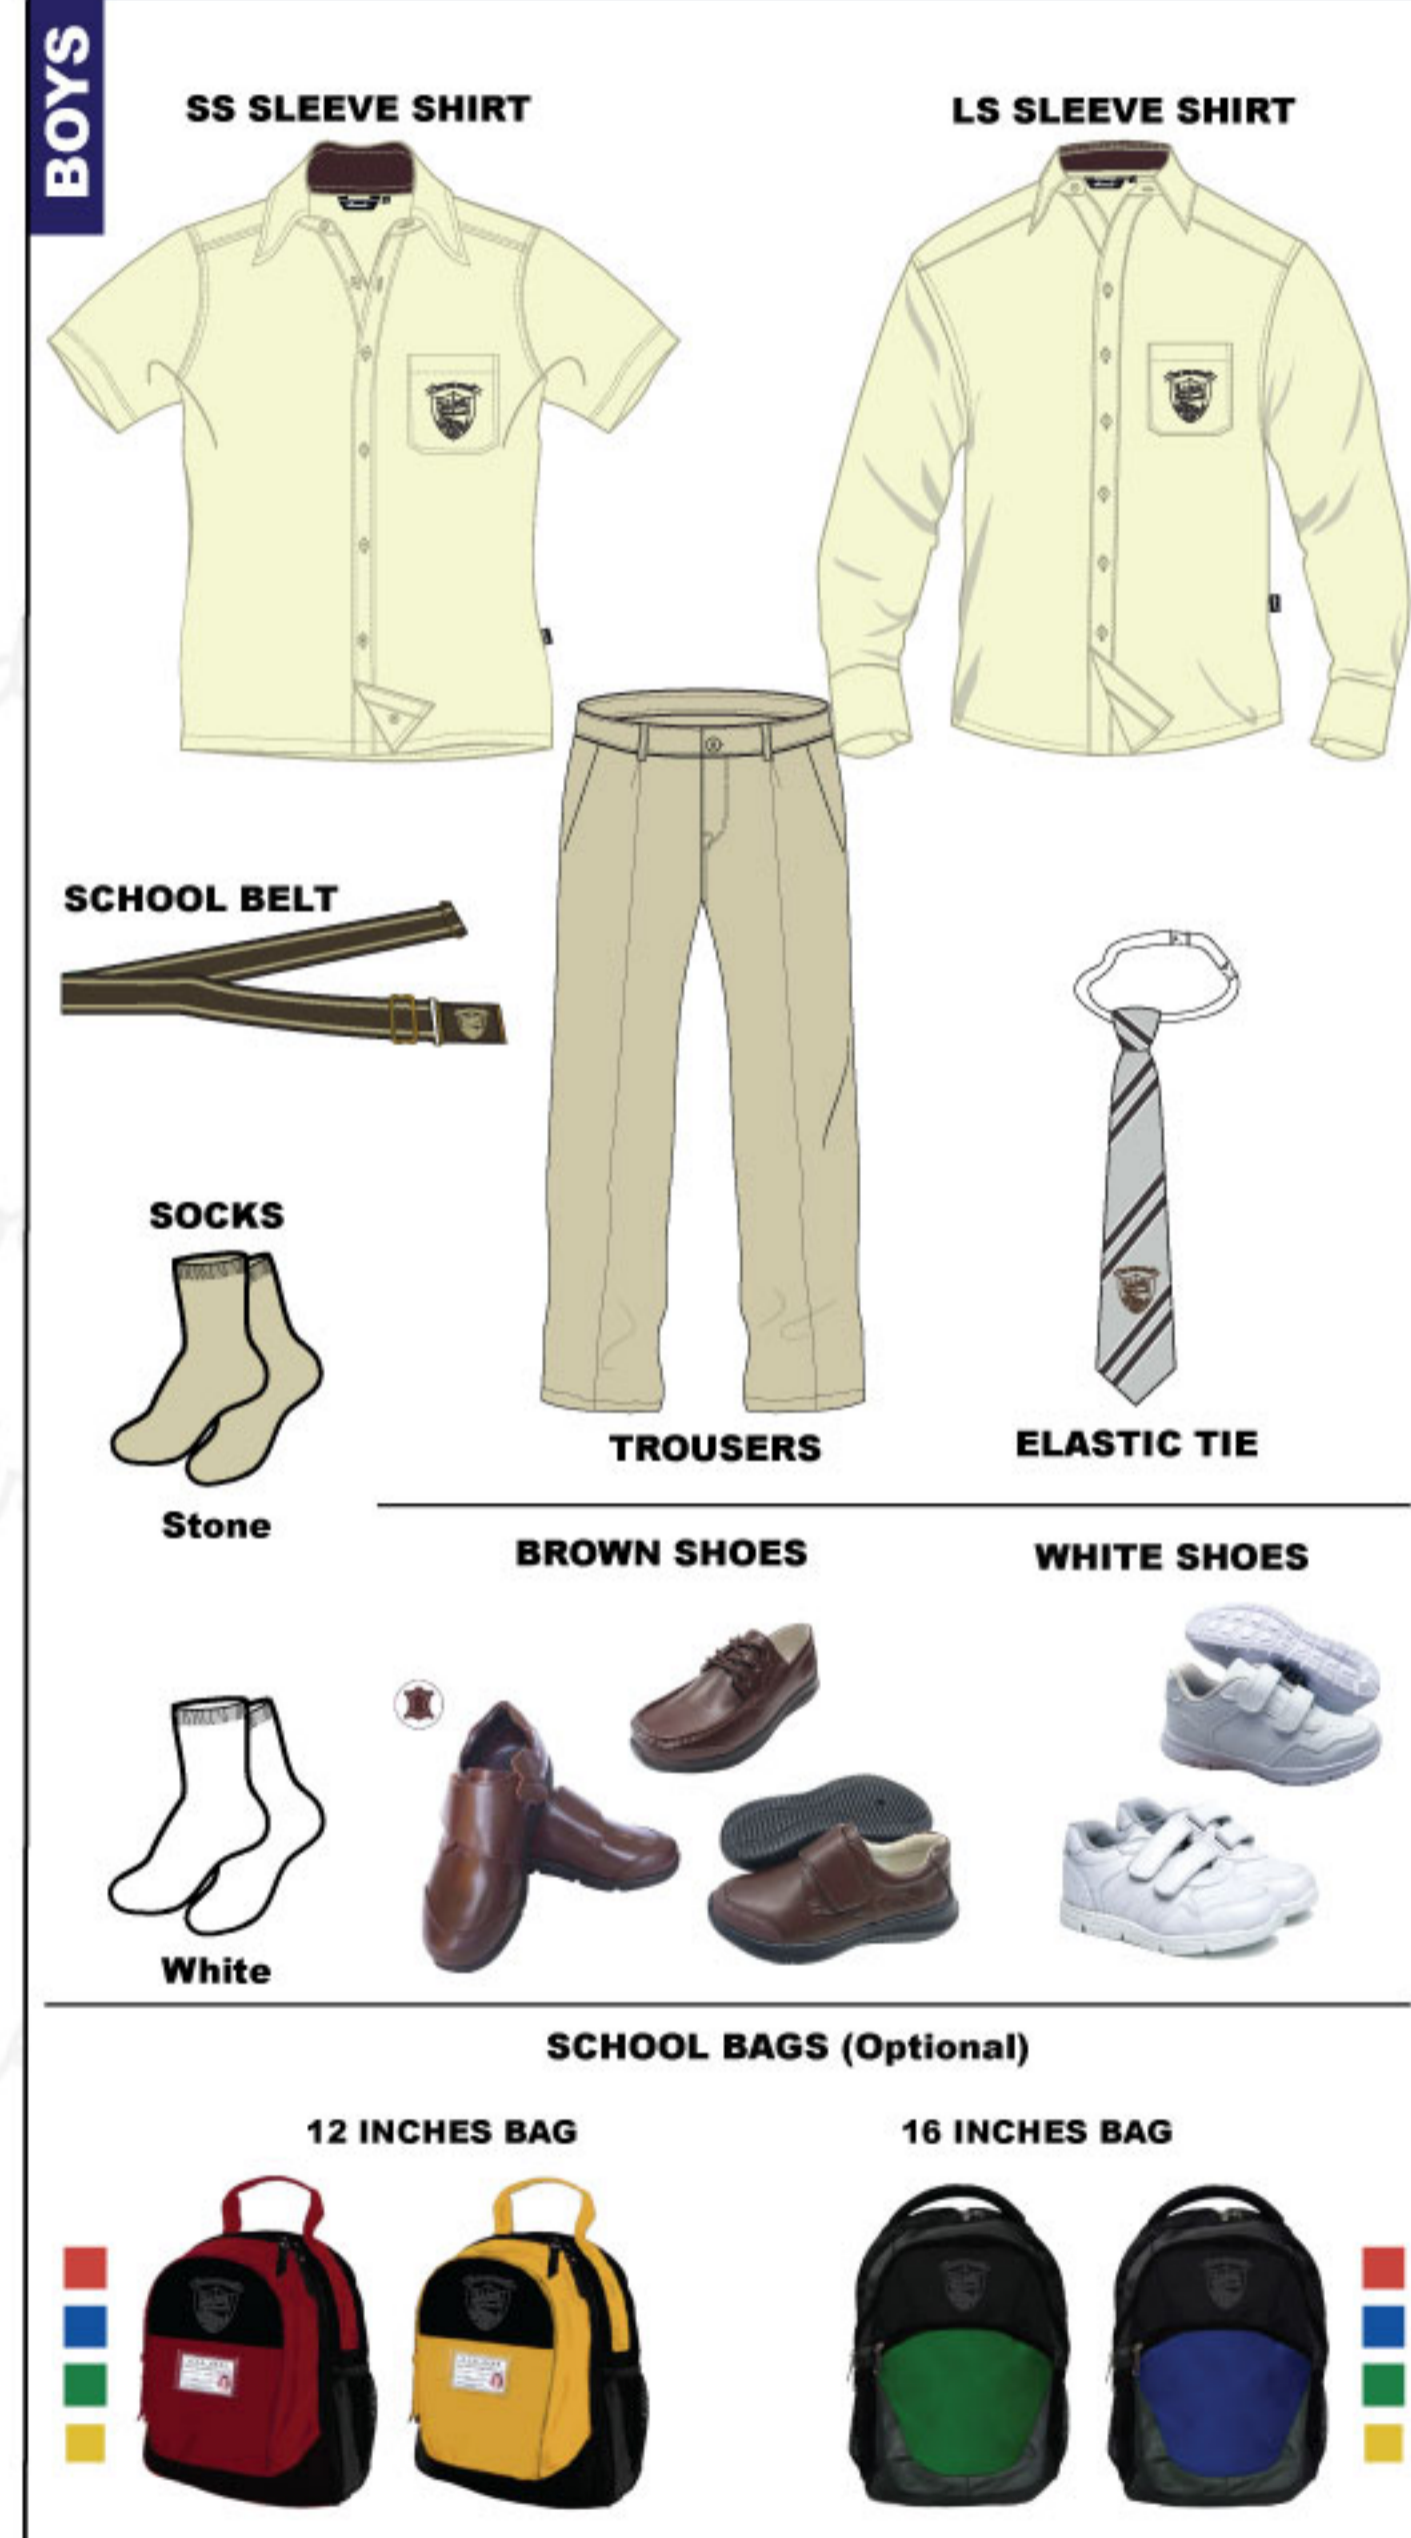 BOYS
SS SLEEVE SHIRT
LS SLEEVE SHIRT
SCHOOL BELT
SOCKS
Stone
TROUSERS
ELASTIC TIE
BROWN SHOES
WHITE SHOES
White
SCHOOL BAGS (Optional)
12 INCHES BAG
16 INCHES BAG